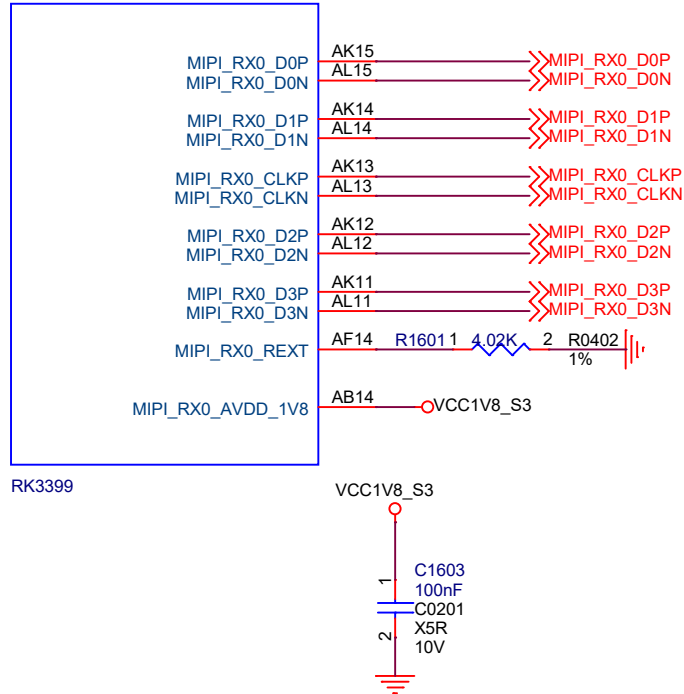 MIPI_RX0_D0P AK15 MIPI_RX0_D0P
MIPI_RX0_D0N AL15 MIPI_RX0_D0N
MIPI_RX0_D1P AK14 MIPI_RX0_D1P
MIPI_RX0_D1N AL14 MIPI_RX0_D1N
MIPI_RX0_CLKP AK13 MIPI_RX0_CLKP
MIPI_RX0_CLKN AL13 MIPI_RX0_CLKN
MIPI_RX0_D2P AK12 MIPI_RX0_D2P
MIPI_RX0_D2N AL12 MIPI_RX0_D2N
MIPI_RX0_D3P AK11 MIPI_RX0_D3P
MIPI_RX0_D3N AL11 MIPI_RX0_D3N
MIPI_RX0_REXT AF14 R1601 1 4.02K 2 R0402
1%
MIPI_RX0_AVDD_1V8 AB14 VCC1V8_S3
RK3399
VCC1V8_S3
1
C1603
100nF
C0201
X5R
2
10V